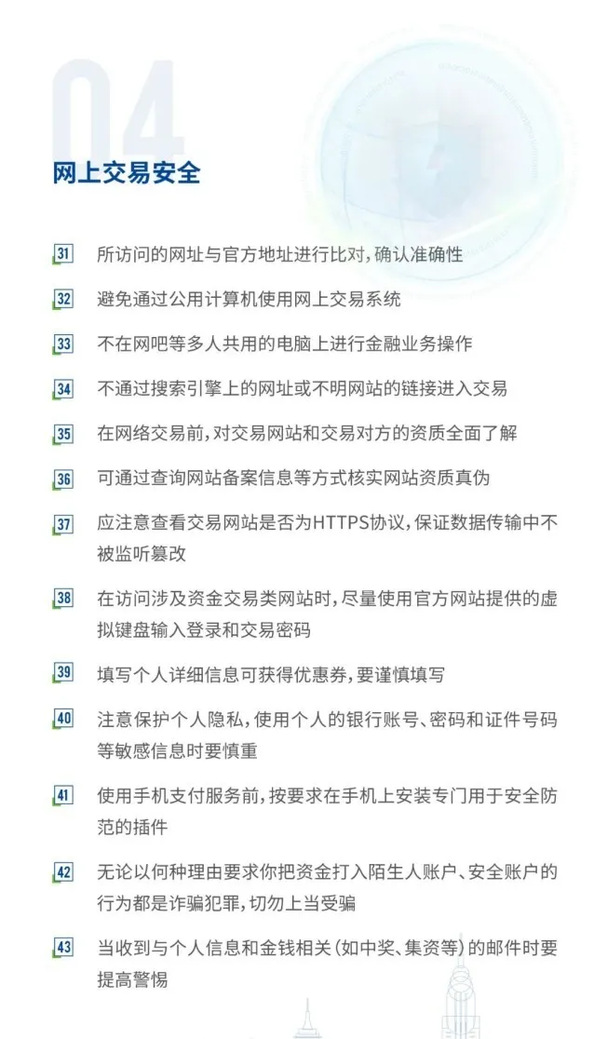 04
网上交易安全
31 所访问的网址与官方地址进行比对，确认准确性
32 避免通过公用计算机使用网上交易系统
33 不在网吧等多人共用的电脑上进行金融业务操作
34 不通过搜索引擎上的网址或不明网站的链接进入交易
35 在网络交易前，对交易网站和交易对方的资质全面了解
36 可通过查询网站备案信息等方式核实网站资质真伪
37 应注意查看交易网站是否为HTTPS协议，保证数据传输中不
被监听篡改
38 在访问涉及资金交易类网站时，尽量使用官方网站提供的虚
拟键盘输入登录和交易密码
39 填写个人详细信息可获得优惠券，要谨慎填写
40 注意保护个人隐私，使用个人的银行账号、密码和证件号码
等敏感信息时要慎重
41 使用手机支付服务前，按要求在手机上安装专门用于安全防
范的插件
42 无论以何种理由要求你把资金打入陌生人账户、安全账户的
行为都是诈骗犯罪，切勿上当受骗
43 当收到与个人信息和金钱相关（如中奖、集资等）的邮件时要
提高警惕